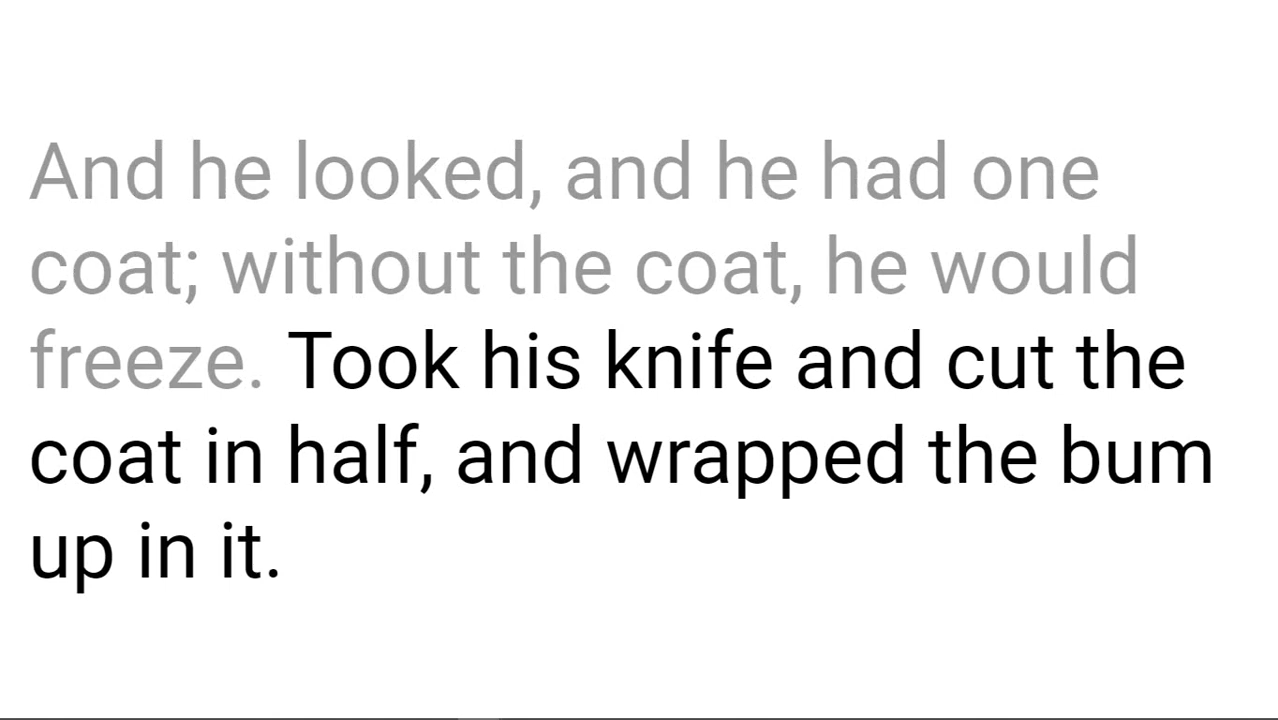 And he looked, and he had one
coat; without the coat, he would
freeze. Took his knife and cut the
coat in half, and wrapped the bum
up in it.